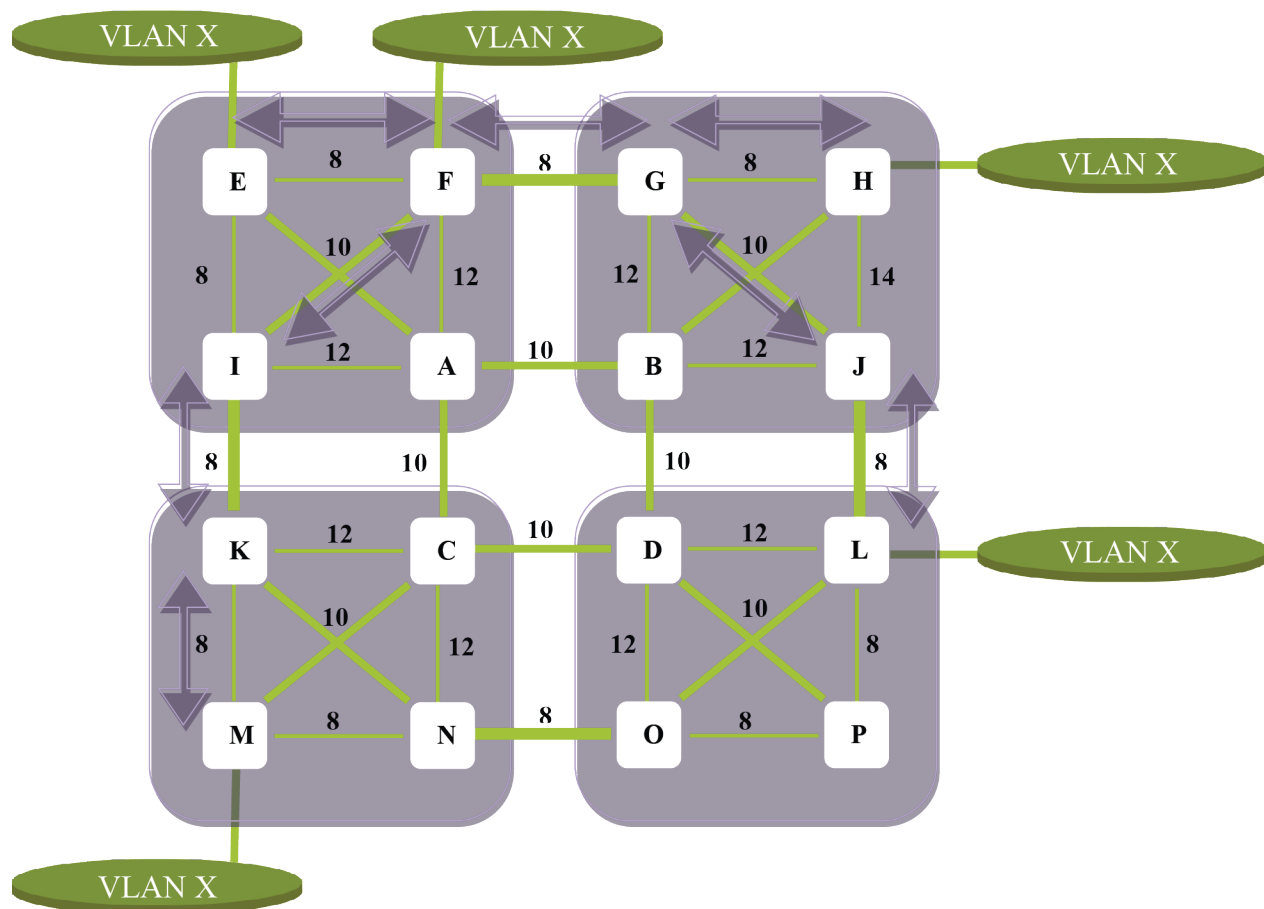 VLAN X VLAN X
8 8 8
E F G H VLAN X
10 10
8 12 12 14
12 10 12
I A B J
8 10 10 8
12 10 12
K C D L VLAN X
10 10
8 12 12 8
8 8 8
M N O P
VLAN X